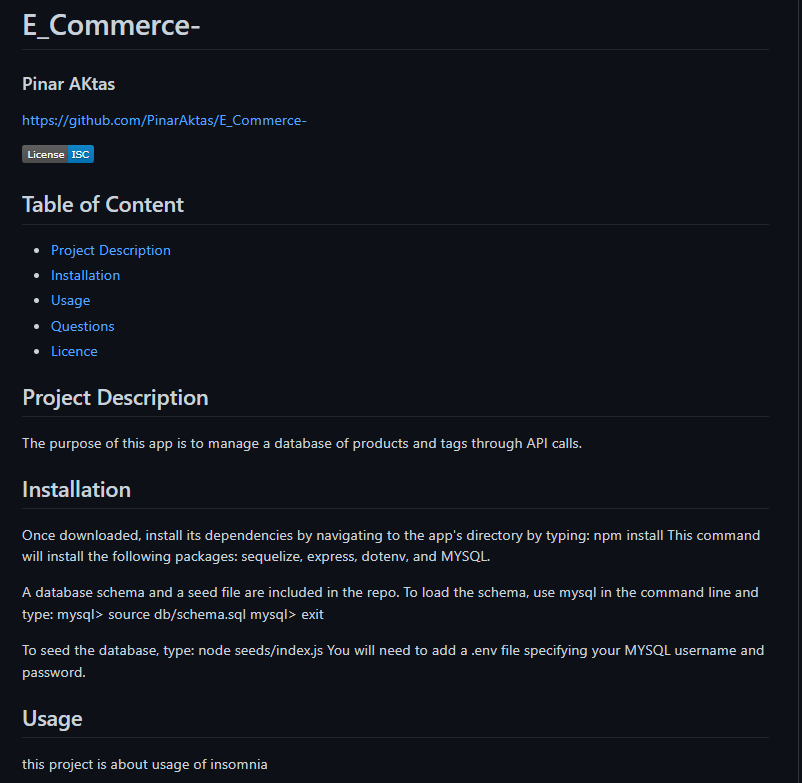 E_Commerce-
Pinar AKtas
https://github.com/PinarAktas/E_Commerce-
License ISC
Table of Content
Project Description
Installation
Usage
Questions
Licence
Project Description
The purpose of this app is to manage a database of products and tags through API calls.
Installation
Once downloaded, install its dependencies by navigating to the app's directory by typing: npm install This command
will install the following packages: sequelize, express, dotenv, and MYSQL.
A database schema and a seed file are included in the repo. To load the schema, use mysql in the command line and
type: mysql> source db/schema.sql mysql> exit
To seed the database, type: node seeds/index.js You will need to add a .env file specifying your MYSQL username and
password.
Usage
this project is about usage of insomnia